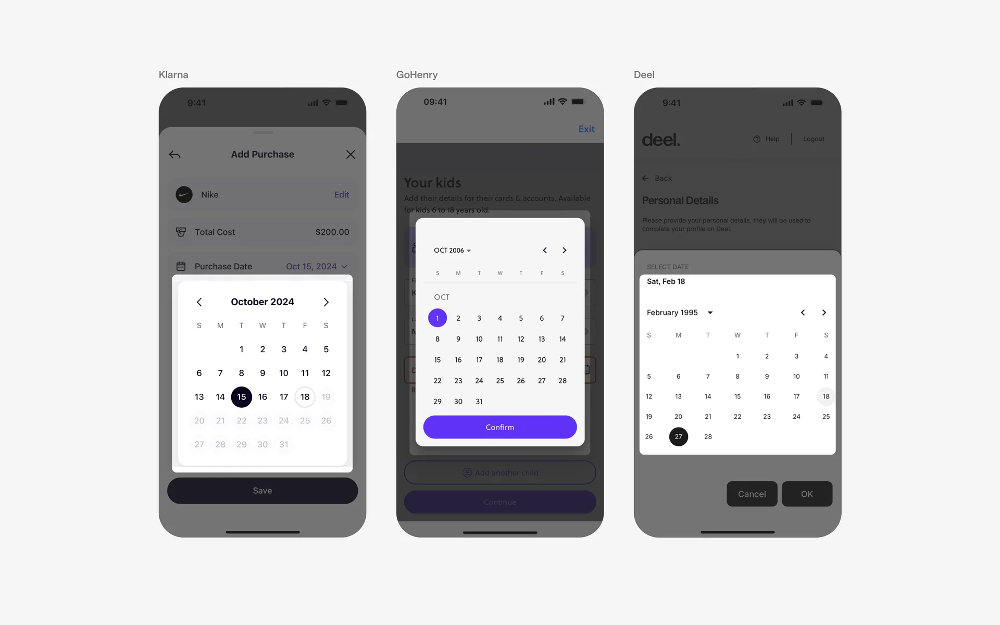 Klarna
9:41
Add Purchase
Nike Edit
Total Cost $200.00
Purchase Date Oct 15, 2024
October 2024
S M T W T F S
1 2 3 4 5
6 7 8 9 10 11 12
13 14 15 16 17 18 19
20 21 22 23 24 25 26
27 28 29 30 31
Save
GoHenry
09:41
Exit
Your kids
Add their details for their cards & accounts. Available
for kids 6 to 18 years old.
OCT 2006
S M T W T F S
OCT
1 2 3 4 5 6 7
8 9 10 11 12 13 14
15 16 17 18 19 20 21
22 23 24 25 26 27 28
29 30 31
Confirm
Add another child
Continue
Deel
9:41
deel.
Help
Logout
Back
Personal Details
Please provide your personal details, they will be used to
complete your profile on Deel.
SELECT DATE
Sat, Feb 18
February 1995
S M T W T F S
1 2 3 4
5 6 7 8 9 10 11
12 13 14 15 16 17 18
19 20 21 22 23 24 25
26 27 28
Cancel OK